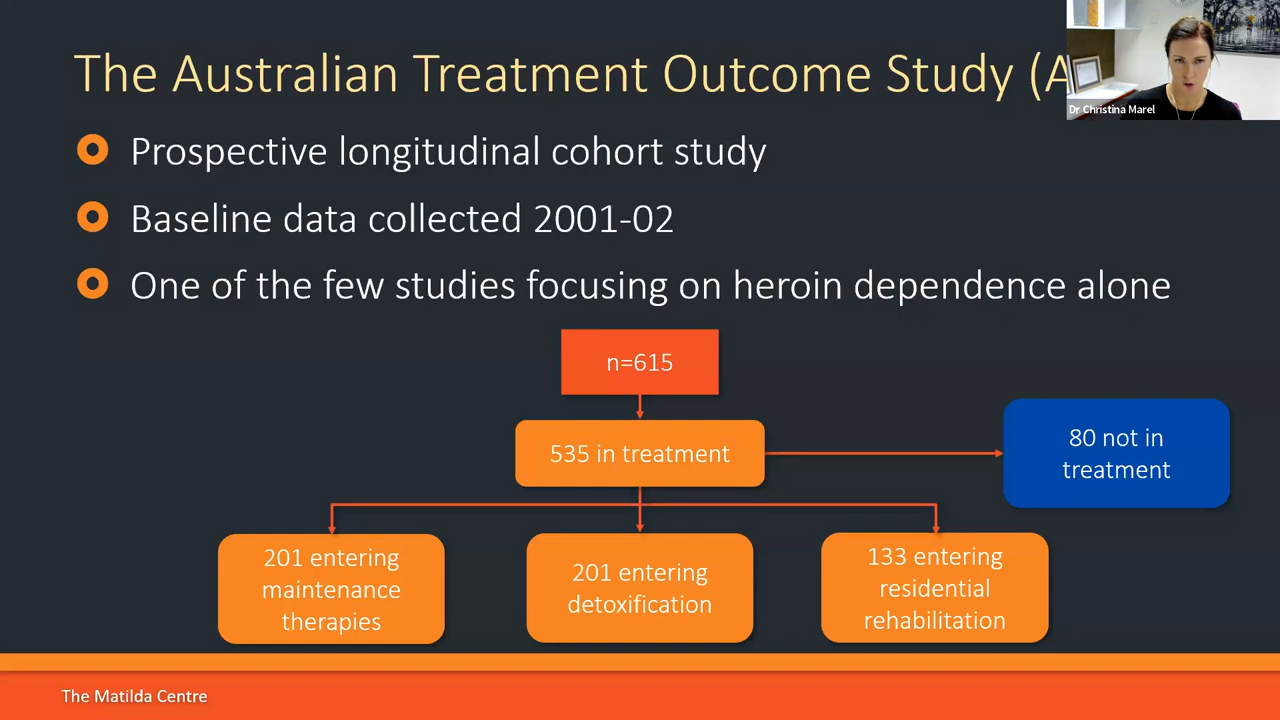 The Australian Treatment Outcome Study (A
Dr Christina Marel
Prospective longitudinal cohort study
Baseline data collected 2001-02
One of the few studies focusing on heroin dependence alone
n=615
535 in treatment
80 not in
treatment
201 entering
maintenance
therapies
201 entering
detoxification
133 entering
residential
rehabilitation
The Matilda Centre